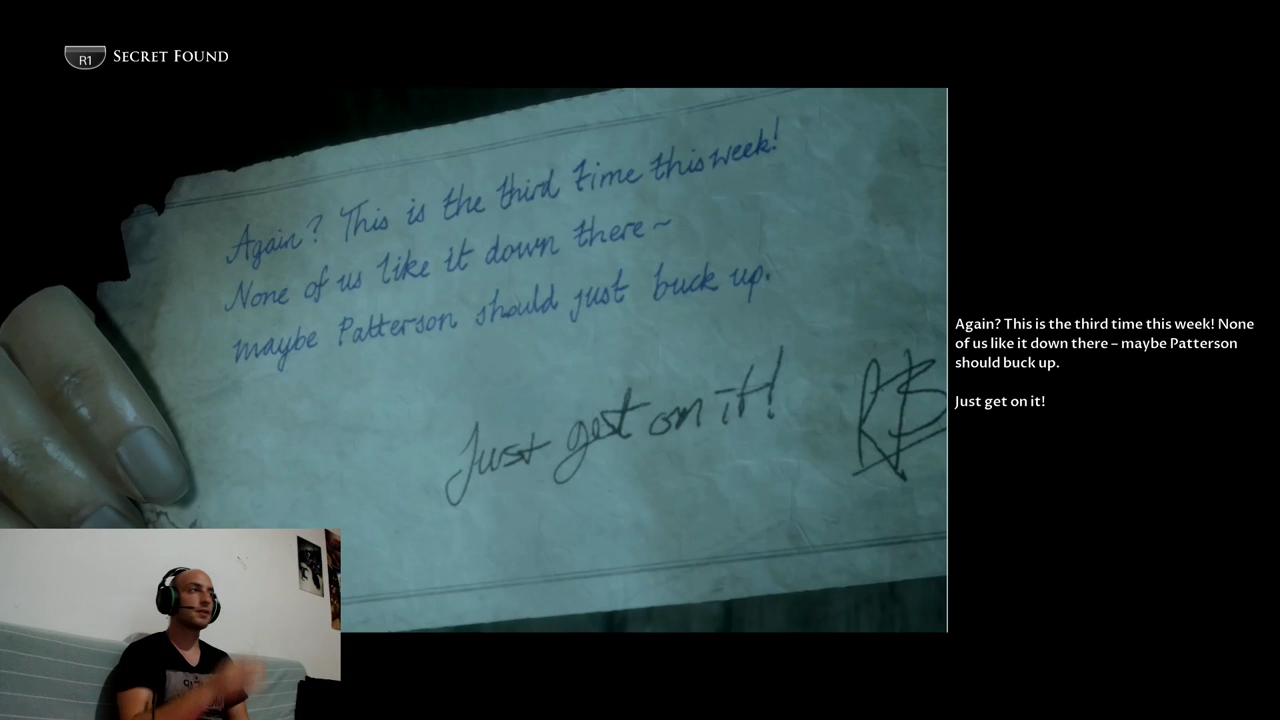 R1 SECRET FOUND
Again? This is the third time this week!
None of us like it down there ~
maybe Patterson should just buck up.
Just get on it!
RB
Again? This is the third time this week! None
of us like it down there – maybe Patterson
should buck up.
Just get on it!